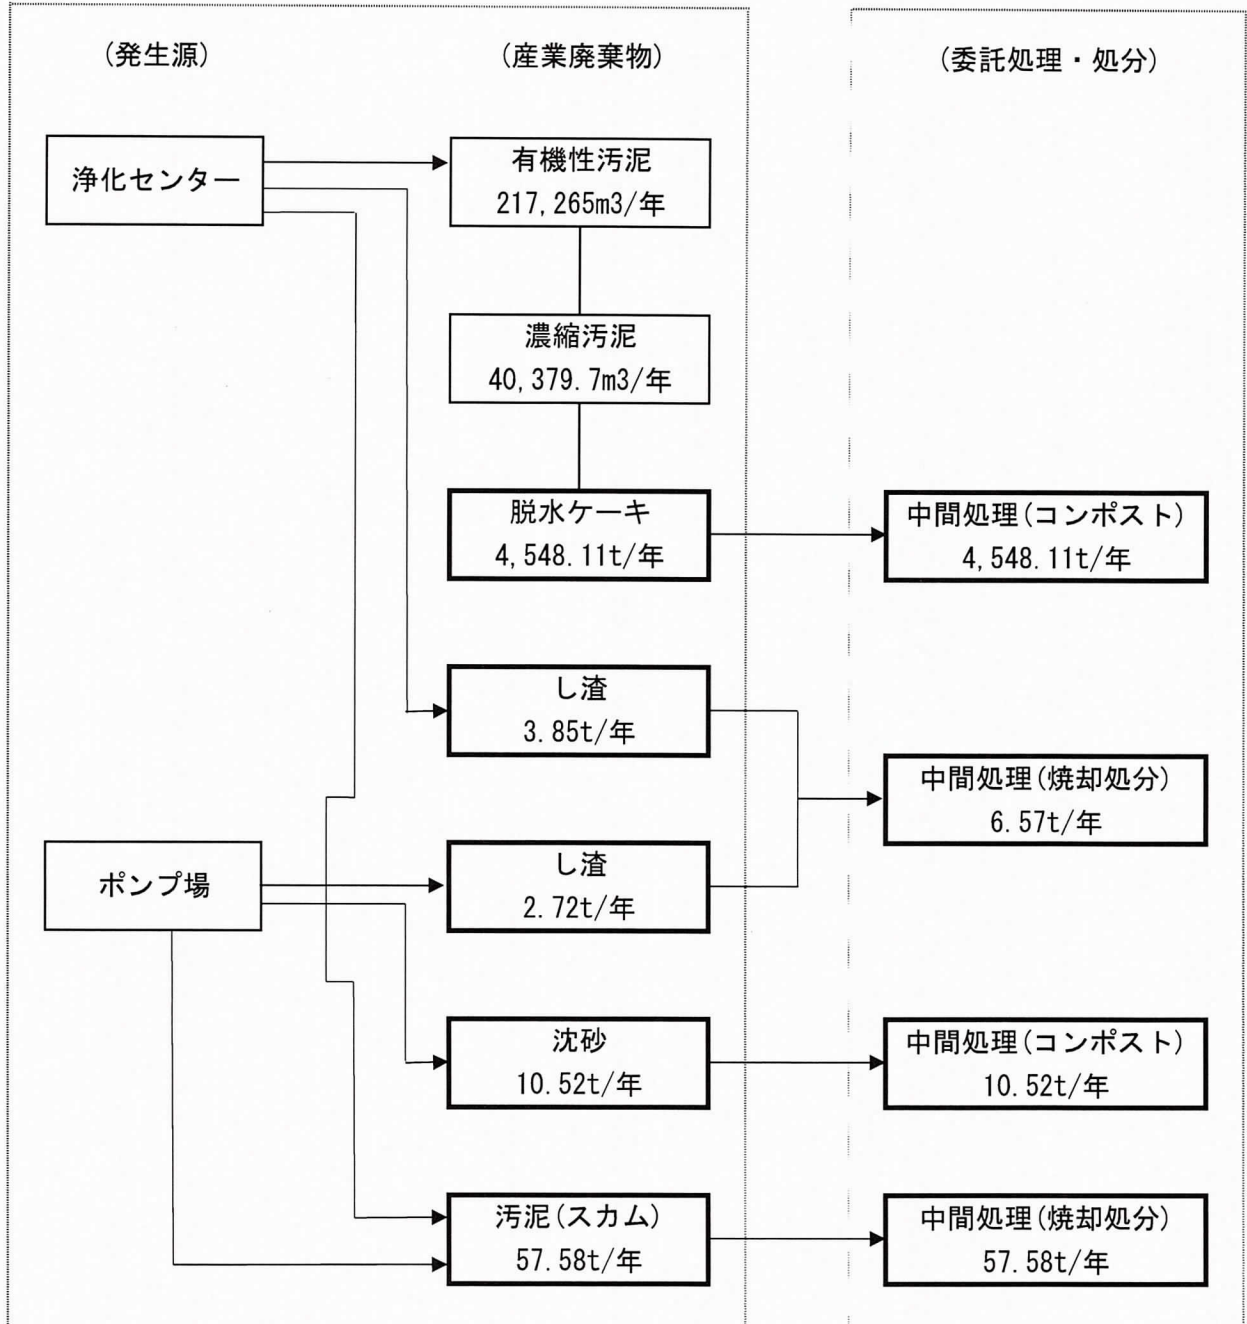 (発生源)
(産業廃棄物)
(委託処理・処分)
浄化センター
有機性汚泥
217,265m3/年
濃縮汚泥
40,379.7m3/年
脱水ケーキ
4,548.11t/年
中間処理(コンポスト)
4,548.11t/年
し渣
3.85t/年
中間処理(焼却処分)
6.57t/年
ポンプ場
し渣
2.72t/年
沈砂
10.52t/年
中間処理(コンポスト)
10.52t/年
汚泥(スカム)
57.58t/年
中間処理(焼却処分)
57.58t/年